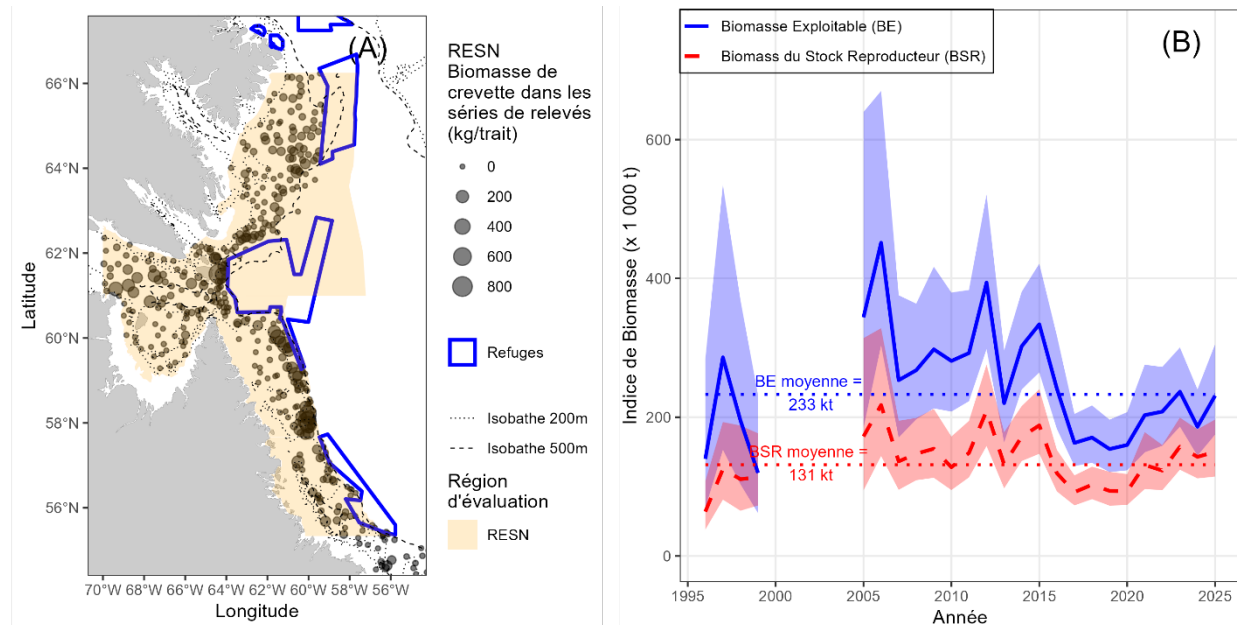 (A)
66°N
64°N
62°N
60°N
58°N
56°N
70°W 68°W 66°W 64°W 62°W 60°W 58°W 56°W
Latitude
Longitude
RESN
Biomasse de
crevette dans les
séries de relevés
(kg/trait)
0
200
400
600
800
Refuges
Isobathe 200m
Isobathe 500m
Région
d'évaluation
RESN
Biomasse Exploitable (BE)
Biomass du Stock Reproducteur (BSR)
(B)
Indice de Biomasse (x 1 000 t)
600
400
200
0
BE moyenne =
233 kt
BSR moyenne =
131 kt
1995 2000 2005 2010 2015 2020 2025
Année